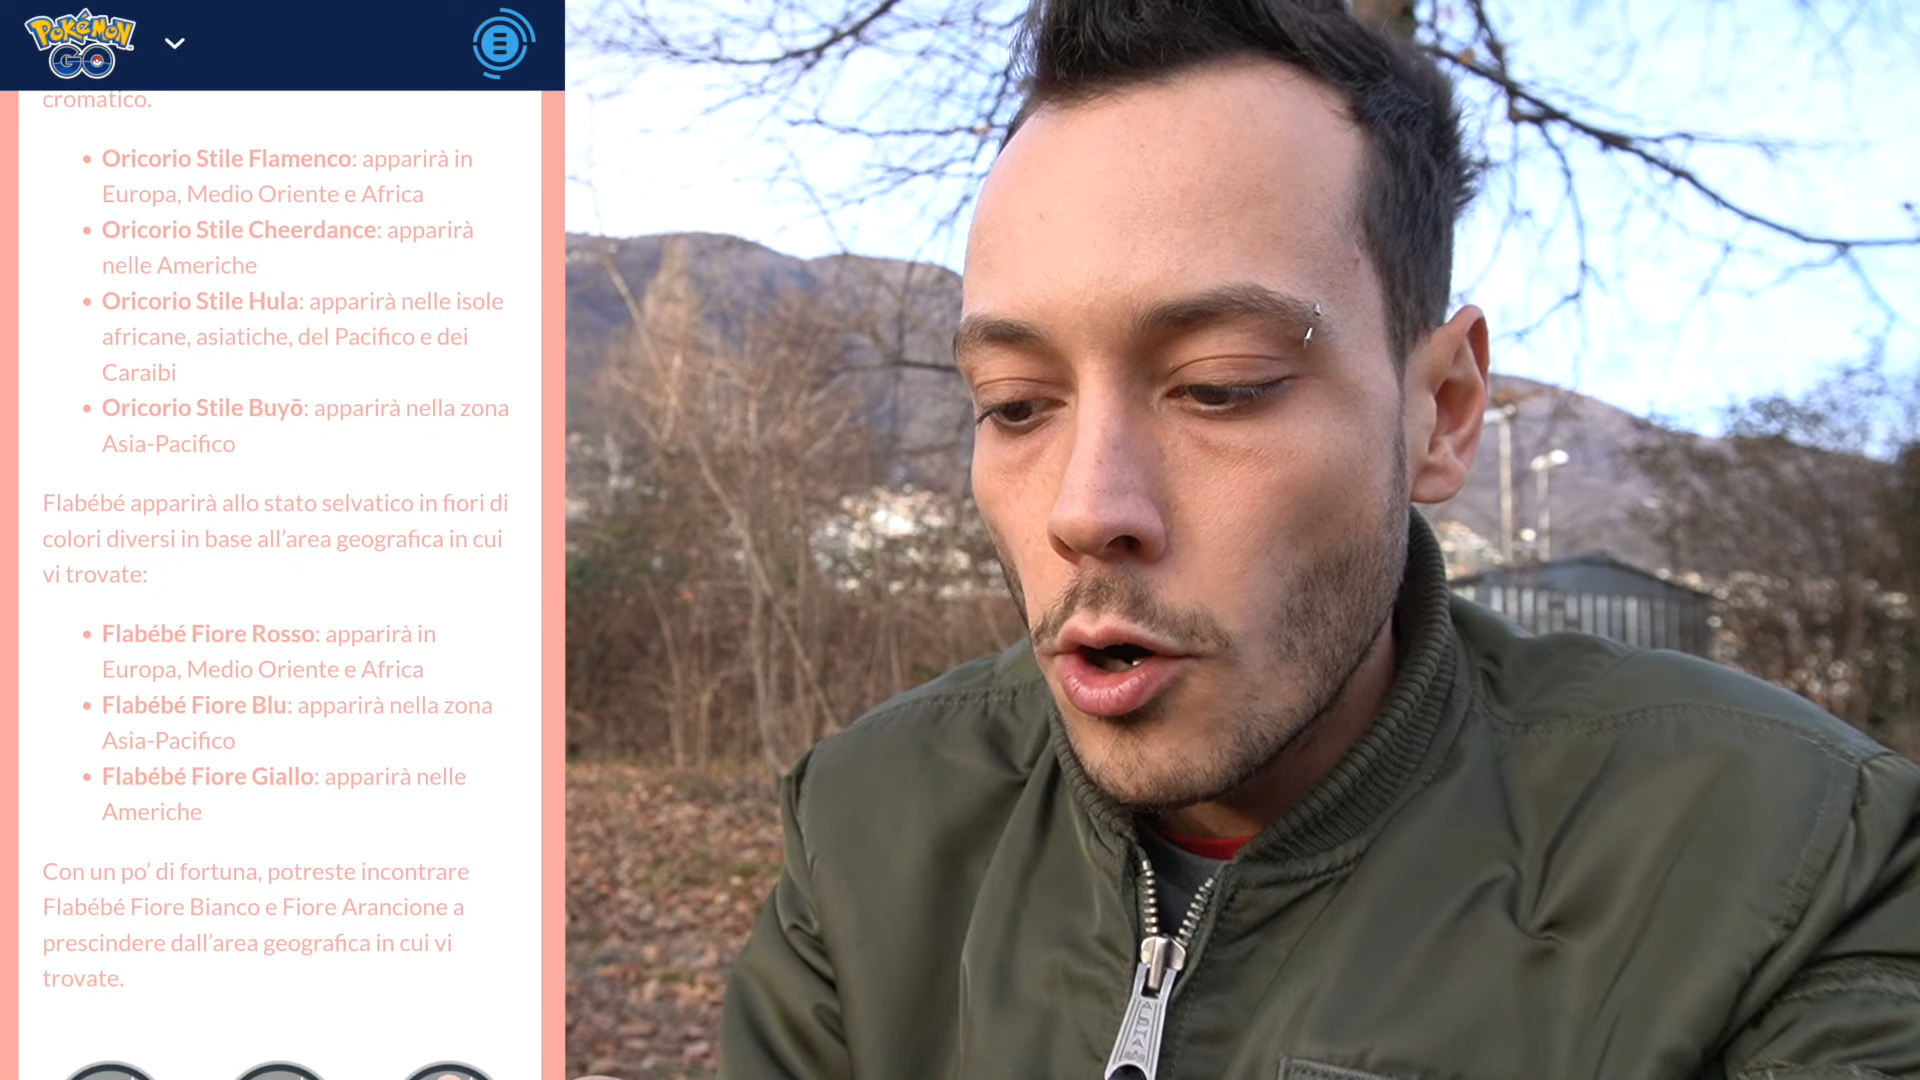 POKÉMON
GO
cromatico.
• Oricorio Stile Flamenco: apparirà in
Europa, Medio Oriente e Africa
• Oricorio Stile Cheerdance: apparirà
nelle Americhe
• Oricorio Stile Hula: apparirà nelle isole
africane, asiatiche, del Pacifico e dei
Caraibi
• Oricorio Stile Buyō: apparirà nella zona
Asia-Pacifico
Flabébé apparirà allo stato selvatico in fiori di
colori diversi in base all’area geografica in cui
vi trovate:
• Flabébé Fiore Rosso: apparirà in
Europa, Medio Oriente e Africa
• Flabébé Fiore Blu: apparirà nella zona
Asia-Pacifico
• Flabébé Fiore Giallo: apparirà nelle
Americhe
Con un po’ di fortuna, potreste incontrare
Flabébé Fiore Bianco e Fiore Arancione a
prescindere dall’area geografica in cui vi
trovate.